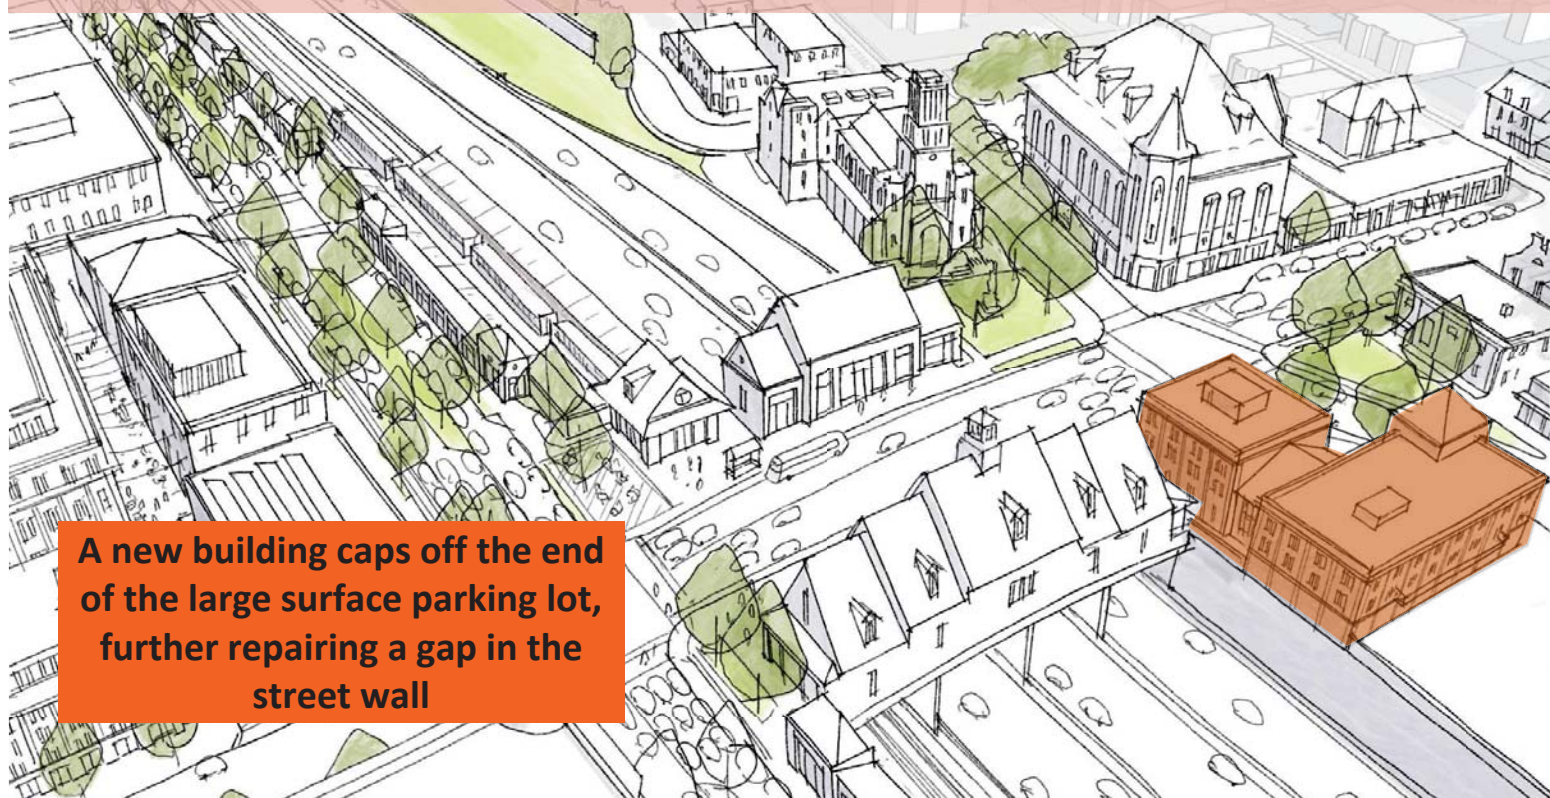 A new building caps off the end
of the large surface parking lot,
further repairing a gap in the
street wall